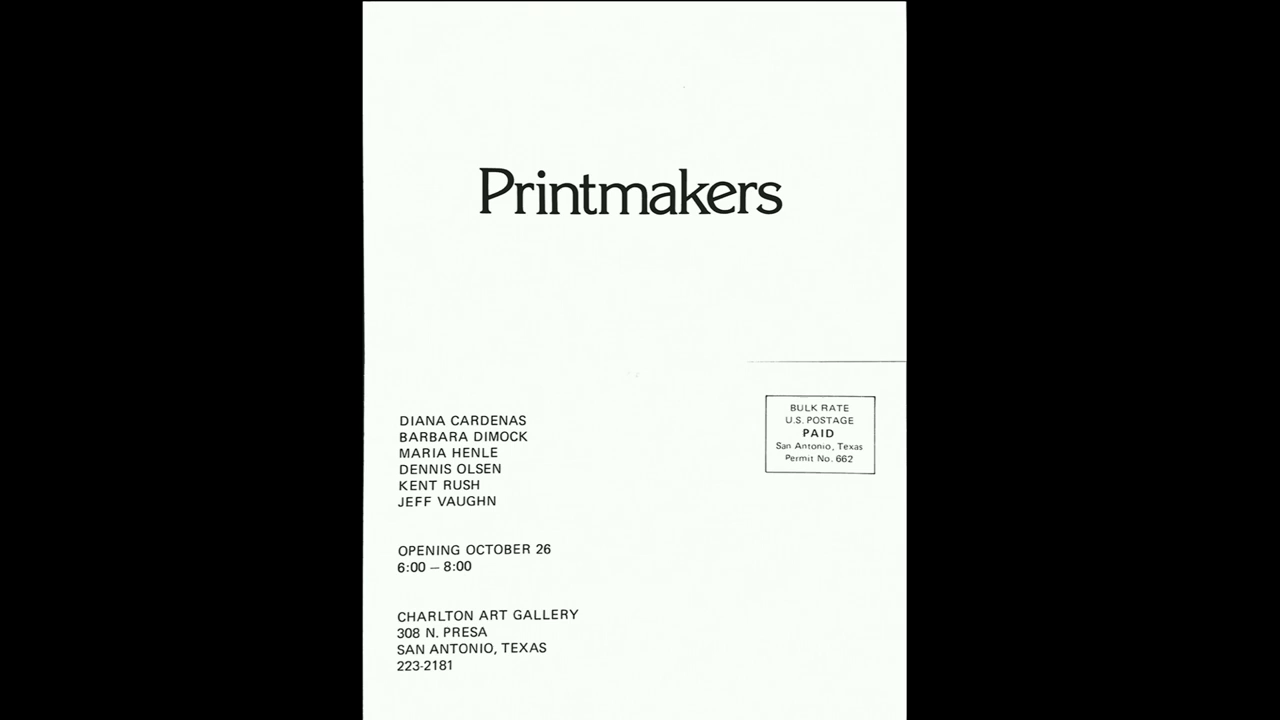 Printmakers
BULK RATE
U.S. POSTAGE
PAID
San Antonio, Texas
Permit No. 662
DIANA CARDENAS
BARBARA DIMOCK
MARIA HENLE
DENNIS OLSEN
KENT RUSH
JEFF VAUGHN
OPENING OCTOBER 26
6:00 – 8:00
CHARLTON ART GALLERY
308 N. PRESA
SAN ANTONIO, TEXAS
223-2181